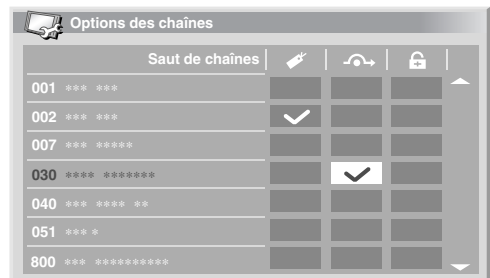 Options des chaînes
Saut de chaînes
001 *** ***
002 *** ***
007 *** *****
030 **** *******
040 *** **** **
051 *** *
800 *** **********